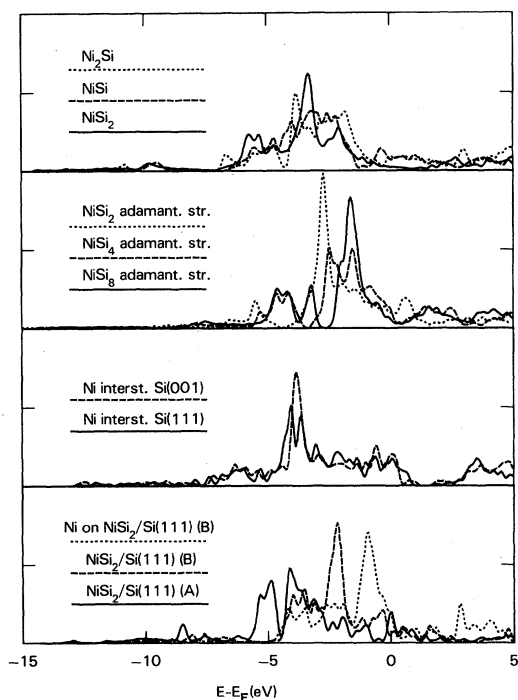 Ni₂Si
NiSi
NiSi₂
NiSi₂ adamant. str.
NiSi₄ adamant. str.
NiSi₈ adamant. str.
Ni interst. Si(001)
Ni interst. Si(111)
Ni on NiSi₂/Si(111) (B)
NiSi₂/Si(111) (B)
NiSi₂/Si(111) (A)
−15 −10 −5 0 5
E-E_F(eV)